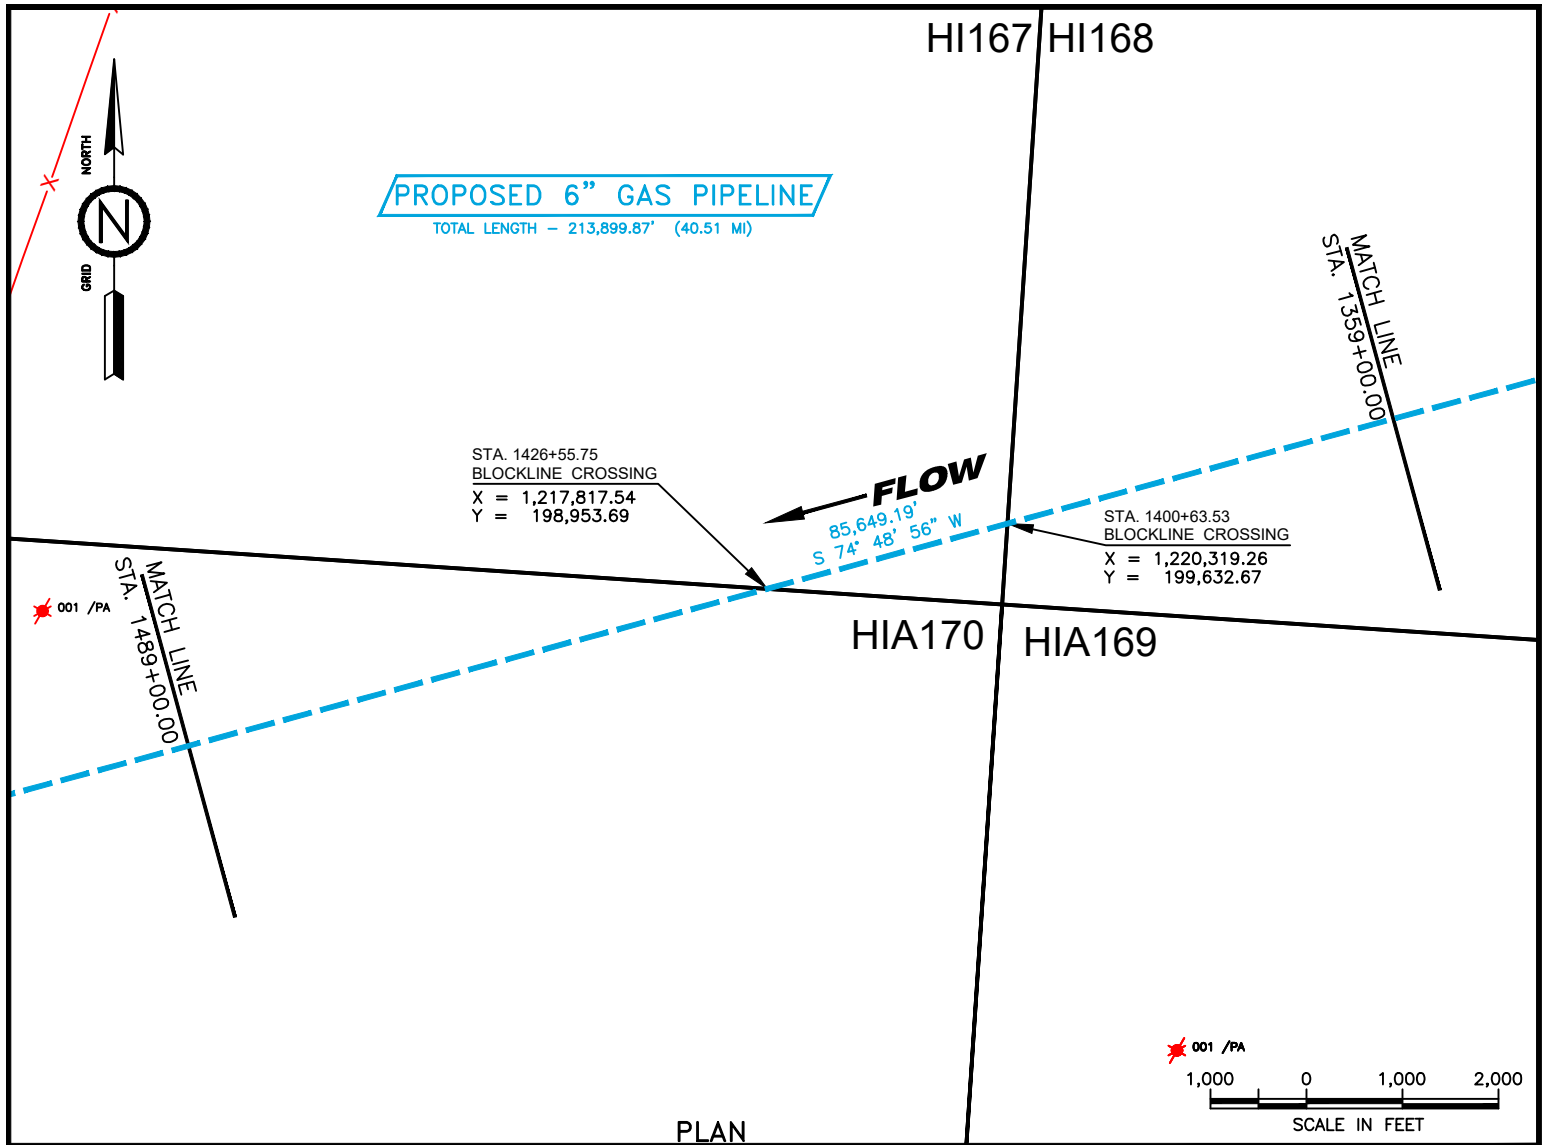 HI167 HI168
NORTH
N
GRID
PROPOSED 6” GAS PIPELINE
TOTAL LENGTH – 213,899.87' (40.51 MI)
MATCH LINE
STA. 1359+00.00
STA. 1426+55.75
BLOCKLINE CROSSING
X = 1,217,817.54
Y = 198,953.69
FLOW
85,649.19'
S 74° 48' 56” W
STA. 1400+63.53
BLOCKLINE CROSSING
X = 1,220,319.26
Y = 199,632.67
MATCH LINE
STA. 1489+00.00
001 /PA
HIA170 HIA169
001 /PA
1,000 0 1,000 2,000
SCALE IN FEET
PLAN